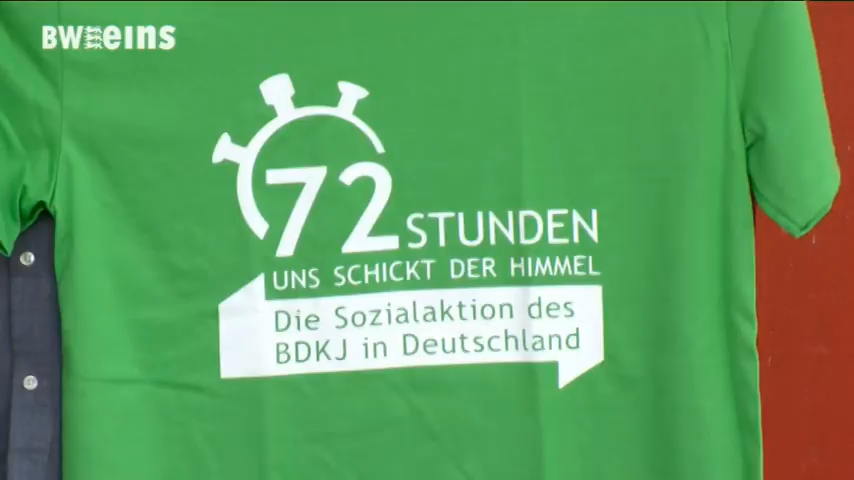 BW eins
72 STUNDEN
UNS SCHICKT DER HIMMEL
Die Sozialaktion des
BDKJ in Deutschland